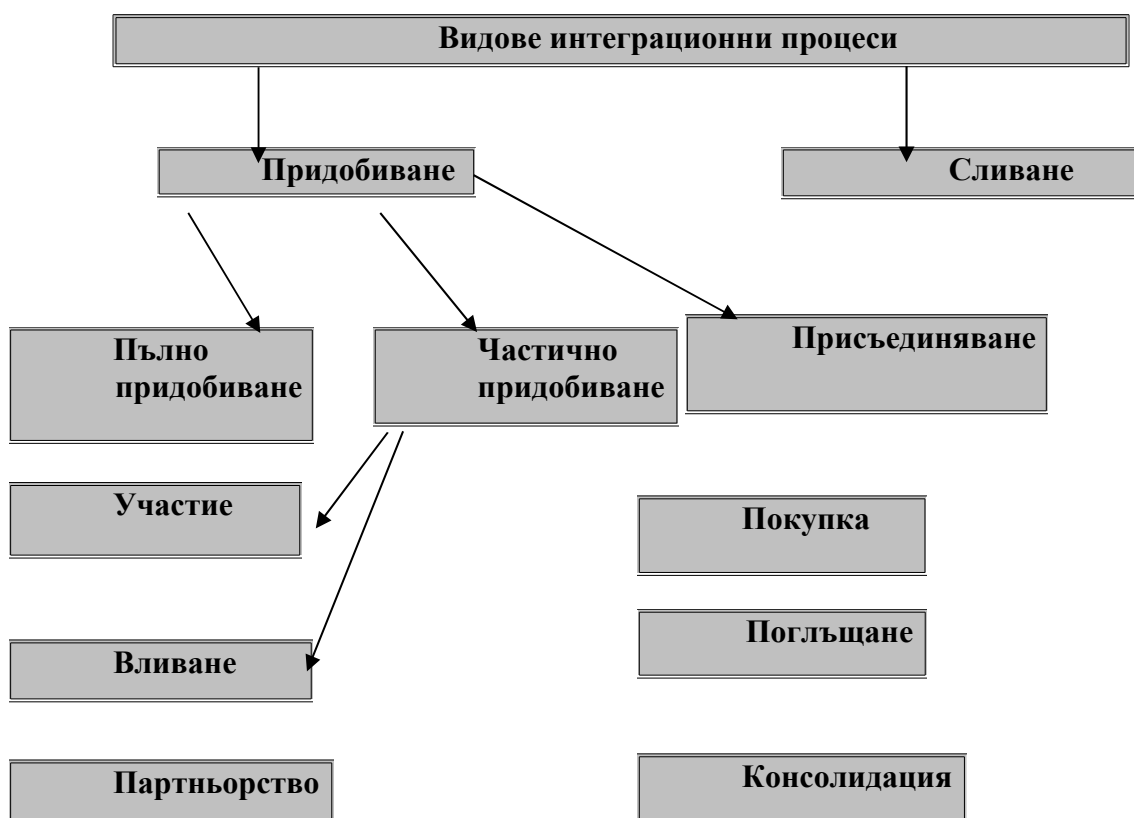 Видове интеграционни процеси
Придобиване
Сливане
Пълно
придобиване
Частично
придобиване
Присъединяване
Участие
Покупка
Вливане
Поглъщане
Партньорство
Консолидация